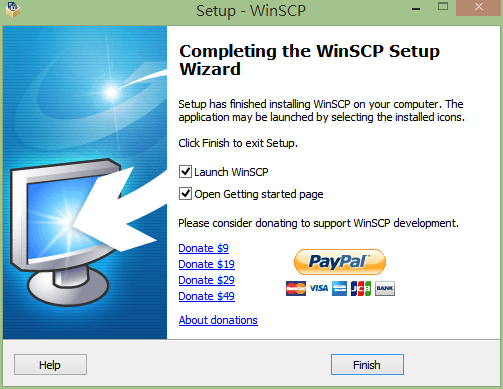 Setup - WinSCP
Completing the WinSCP Setup
Wizard
Setup has finished installing WinSCP on your computer. The
application may be launched by selecting the installed icons.
Click Finish to exit Setup.
Launch WinSCP
Open Getting started page
Please consider donating to support WinSCP development.
Donate $9
Donate $19
Donate $29
Donate $49
About donations
PayPal
MasterCard VISA AMEX JCB BANK
Help
Finish